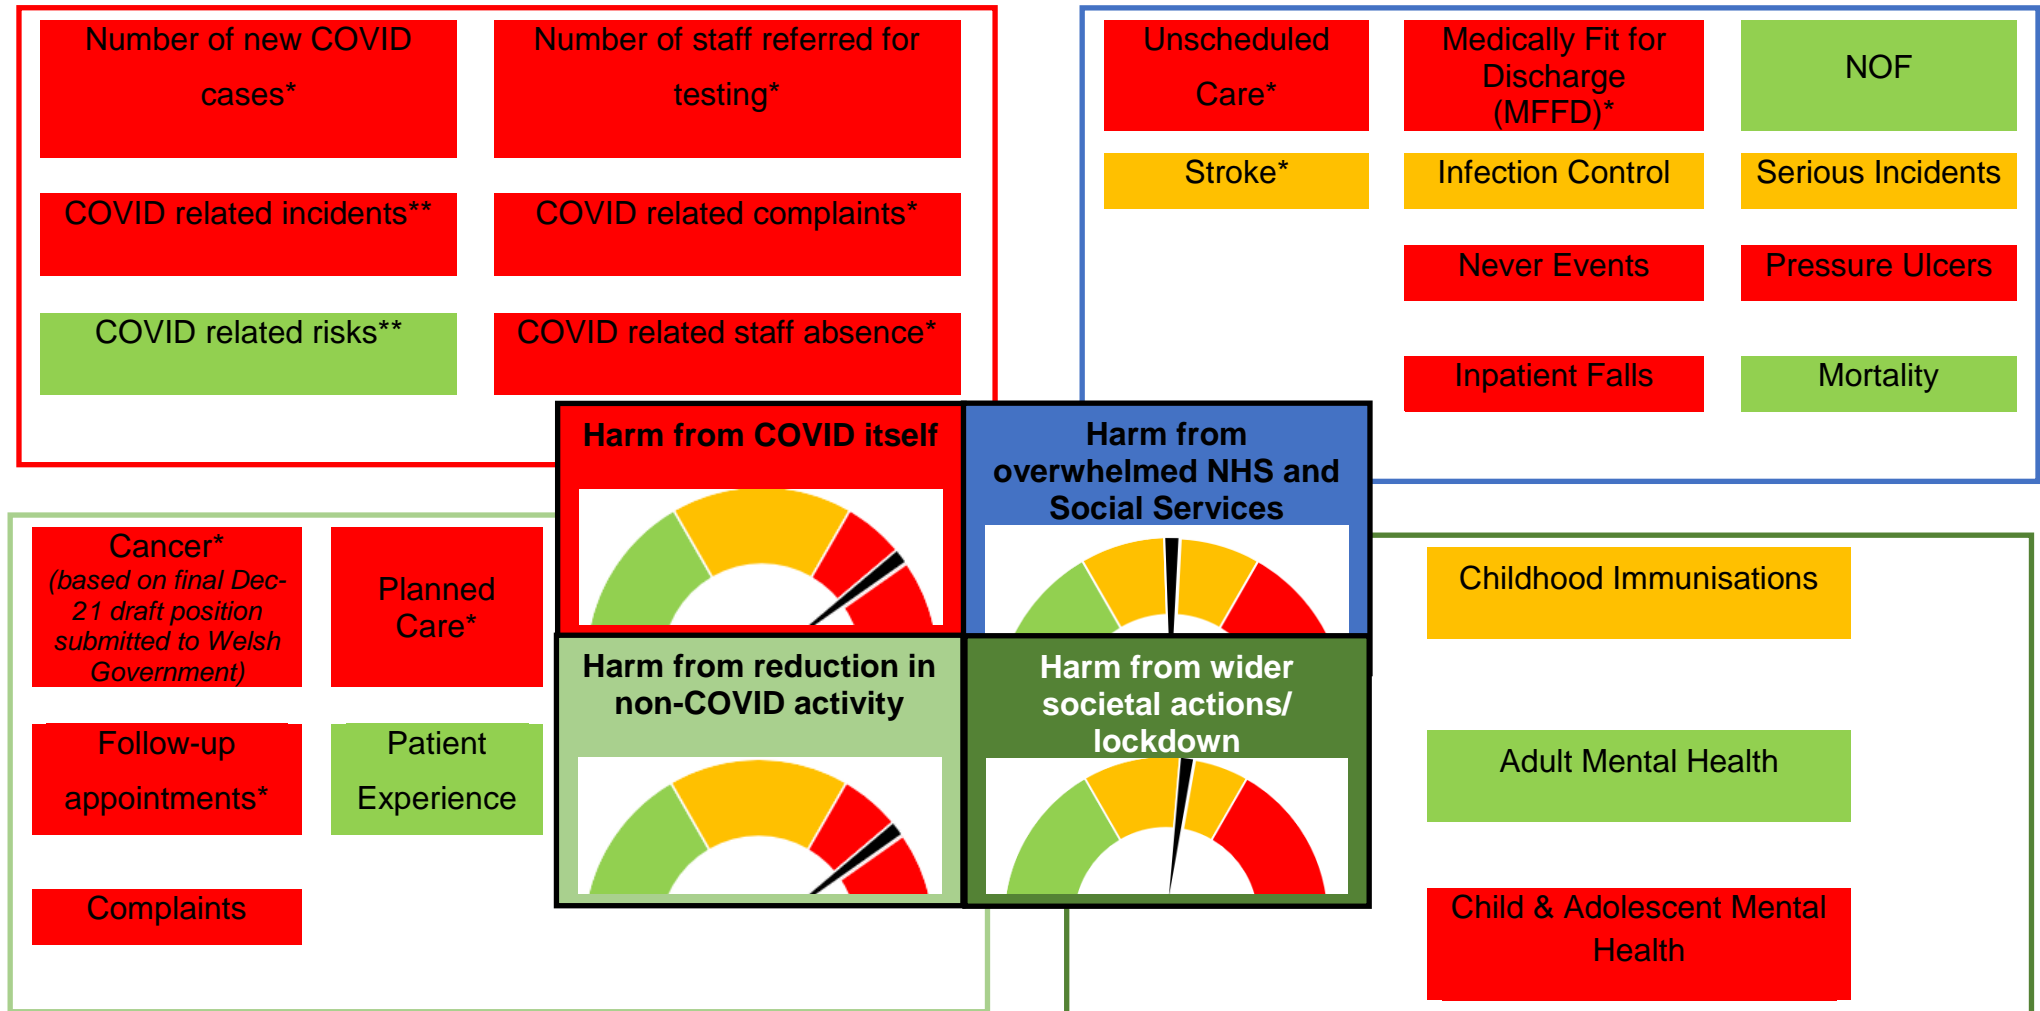 Number of new COVID
cases*
Number of staff referred for
testing*
COVID related incidents**
COVID related complaints*
COVID related risks**
COVID related staff absence*
Unscheduled
Care*
Medically Fit for
Discharge
(MFFD)*
NOF
Stroke*
Infection Control
Serious Incidents
Never Events
Pressure Ulcers
Inpatient Falls
Mortality
Harm from COVID itself
Harm from
overwhelmed NHS and
Social Services
Cancer*
(based on final Dec-
21 draft position
submitted to Welsh
Government)
Planned
Care*
Follow-up
appointments*
Patient
Experience
Complaints
Harm from reduction in
non-COVID activity
Harm from wider
societal actions/
lockdown
Childhood Immunisations
Adult Mental Health
Child & Adolescent Mental
Health